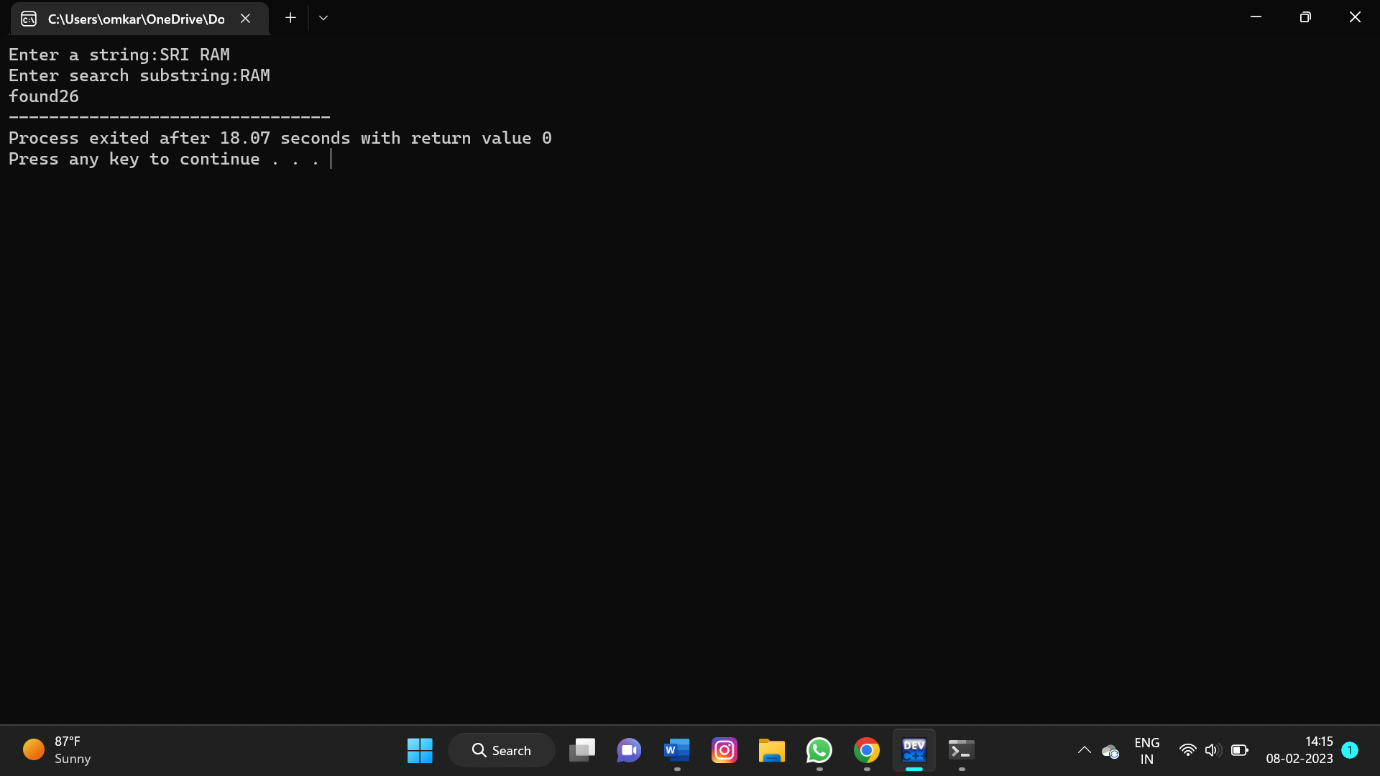 C:\Users\omkar\OneDrive\Do
Enter a string:SRI RAM
Enter search substring:RAM
found26
--------------------------------
Process exited after 18.07 seconds with return value 0
Press any key to continue . . .
87°F
Sunny
Search
W
DEV
ENG
IN
14:15
08-02-2023
1